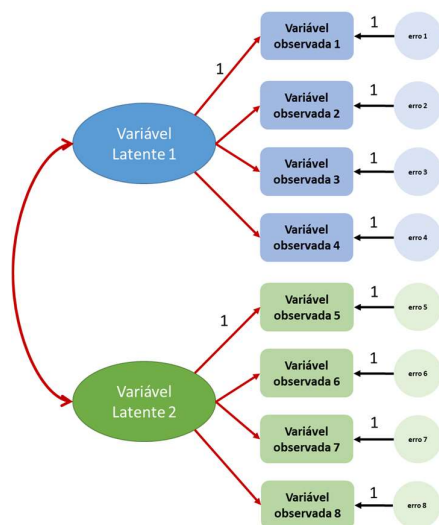 Variável
observada 1
1
erro 1
1
Variável
observada 2
1
erro 2
Variável
Latente 1
Variável
observada 3
1
erro 3
Variável
observada 4
1
erro 4
Variável
observada 5
1
erro 5
1
Variável
observada 6
1
erro 6
Variável
Latente 2
Variável
observada 7
1
erro 7
Variável
observada 8
1
erro 8